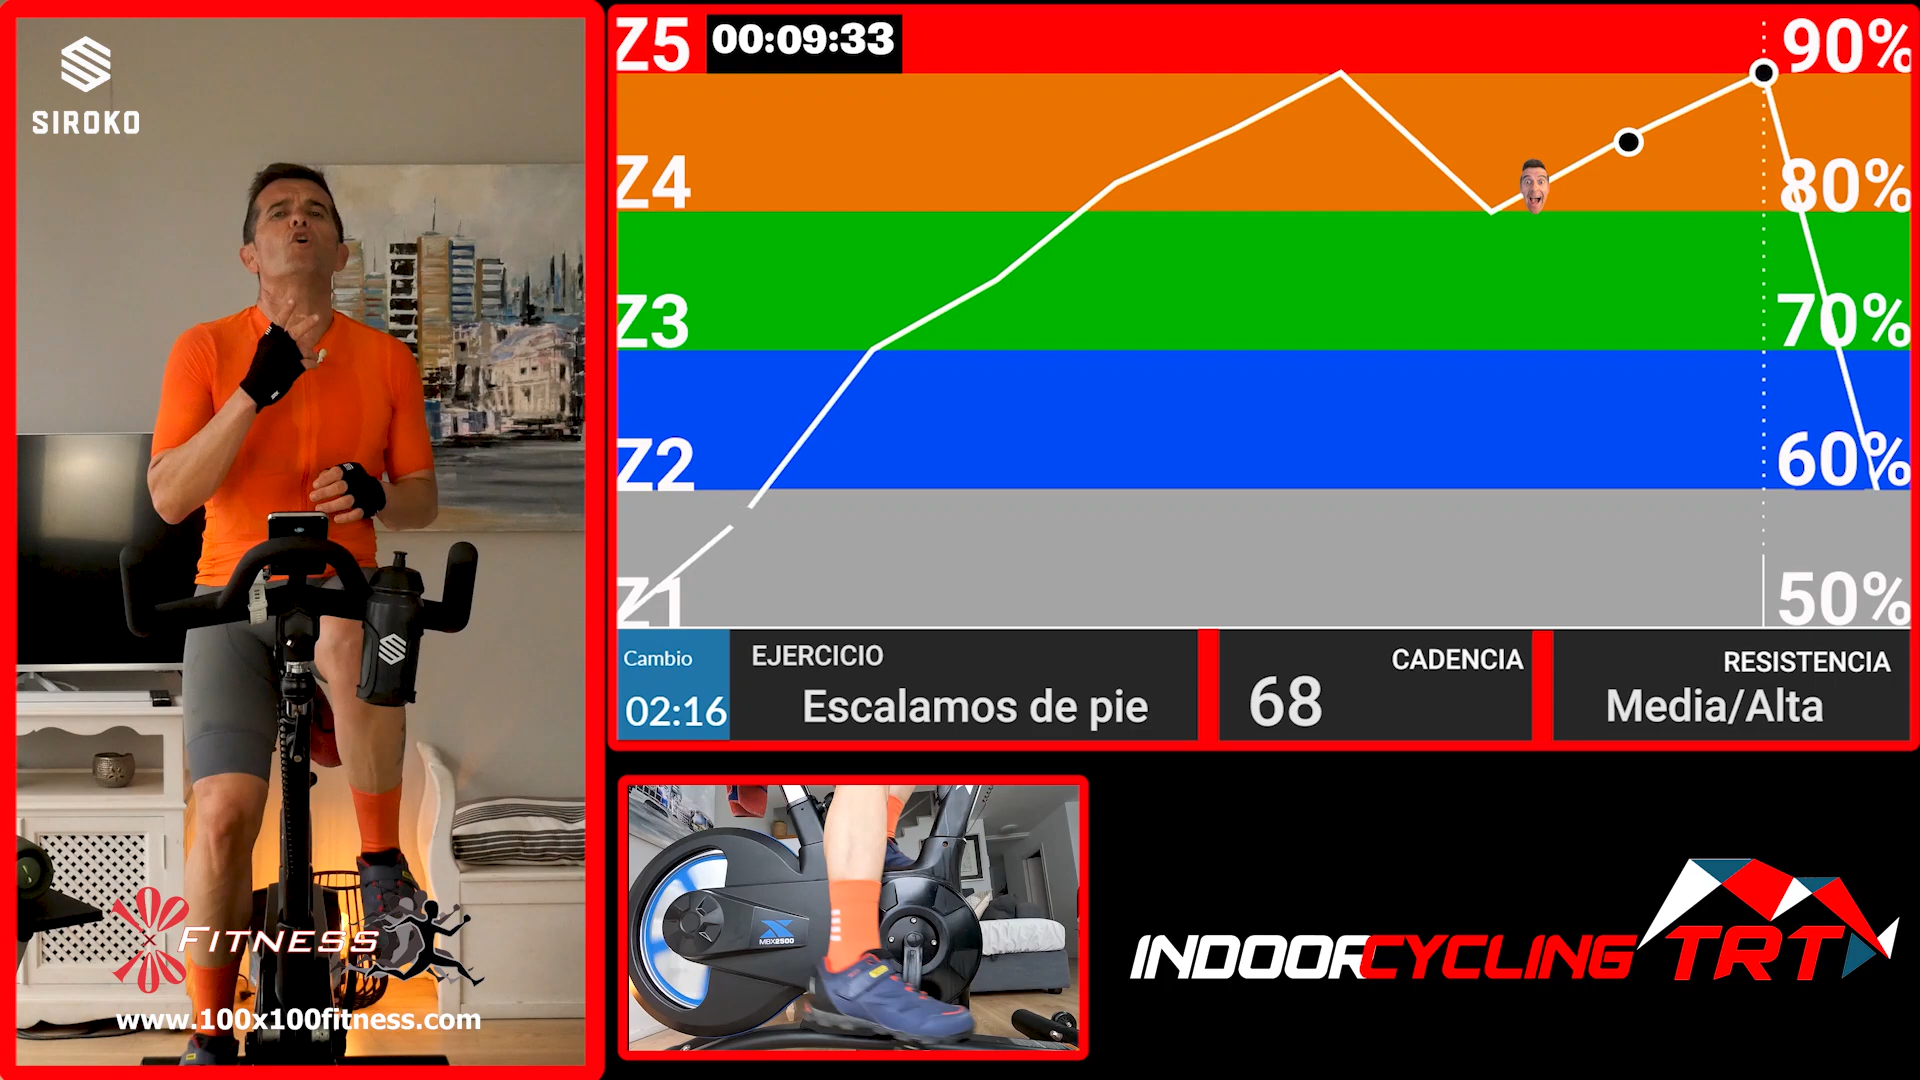 SIROKO
FITNESS
www.100x100fitness.com
Z5
00:09:33
90%
Z4
80%
Z3
70%
Z2
60%
Z1
50%
Cambio
02:16
EJERCICIO
Escalamos de pie
CADENCIA
68
RESISTENCIA
Media/Alta
MBX2500
INDOORCYCLING TRT